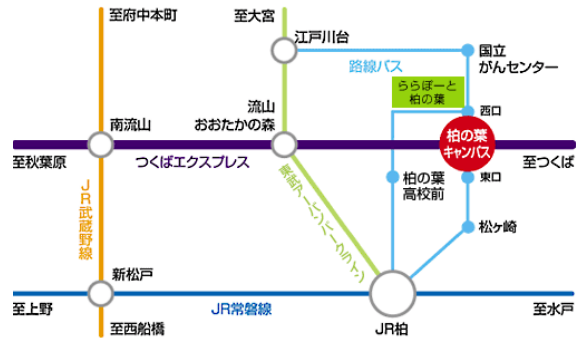 至府中本町
至大宮
江戸川台
国立
がんセンター
路線バス
ららぽーと
柏の葉
西口
流山
おおたかの森
南流山
柏の葉
キャンパス
至秋葉原
つくばエクスプレス
至つくば
東口
柏の葉
高校前
JR武蔵野線
東武アーバンパークライン
松ヶ崎
新松戸
至上野
JR常磐線
JR柏
至水戸
至西船橋